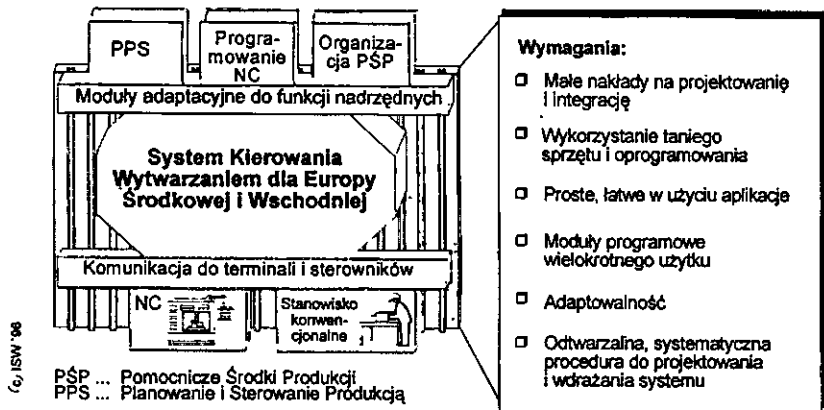 PPS
Progra-
mowanie
NC
Organiza-
cja PŚP
Moduły adaptacyjne do funkcji nadrzędnych
System Kierowania
Wytwarzaniem dla Europy
Środkowej i Wschodniej
Komunikacja do terminali i sterowników
NC
Stanowisko
konwen-
cjonalne
(c) ISW '96
PŚP ... Pomocnicze Środki Produkcji
PPS ... Planowanie i Sterowanie Produkcją
Wymagania:
Małe nakłady na projektowanię
i integrację
Wykorzystanie taniego
sprzętu i oprogramowania
Proste, łatwe w użyciu aplikacje
Moduły programowe
wielokrotnego użytku
Adaptowalność
Odtwarzalna, systematyczna
procedura do projektowania
i wdrażania systemu